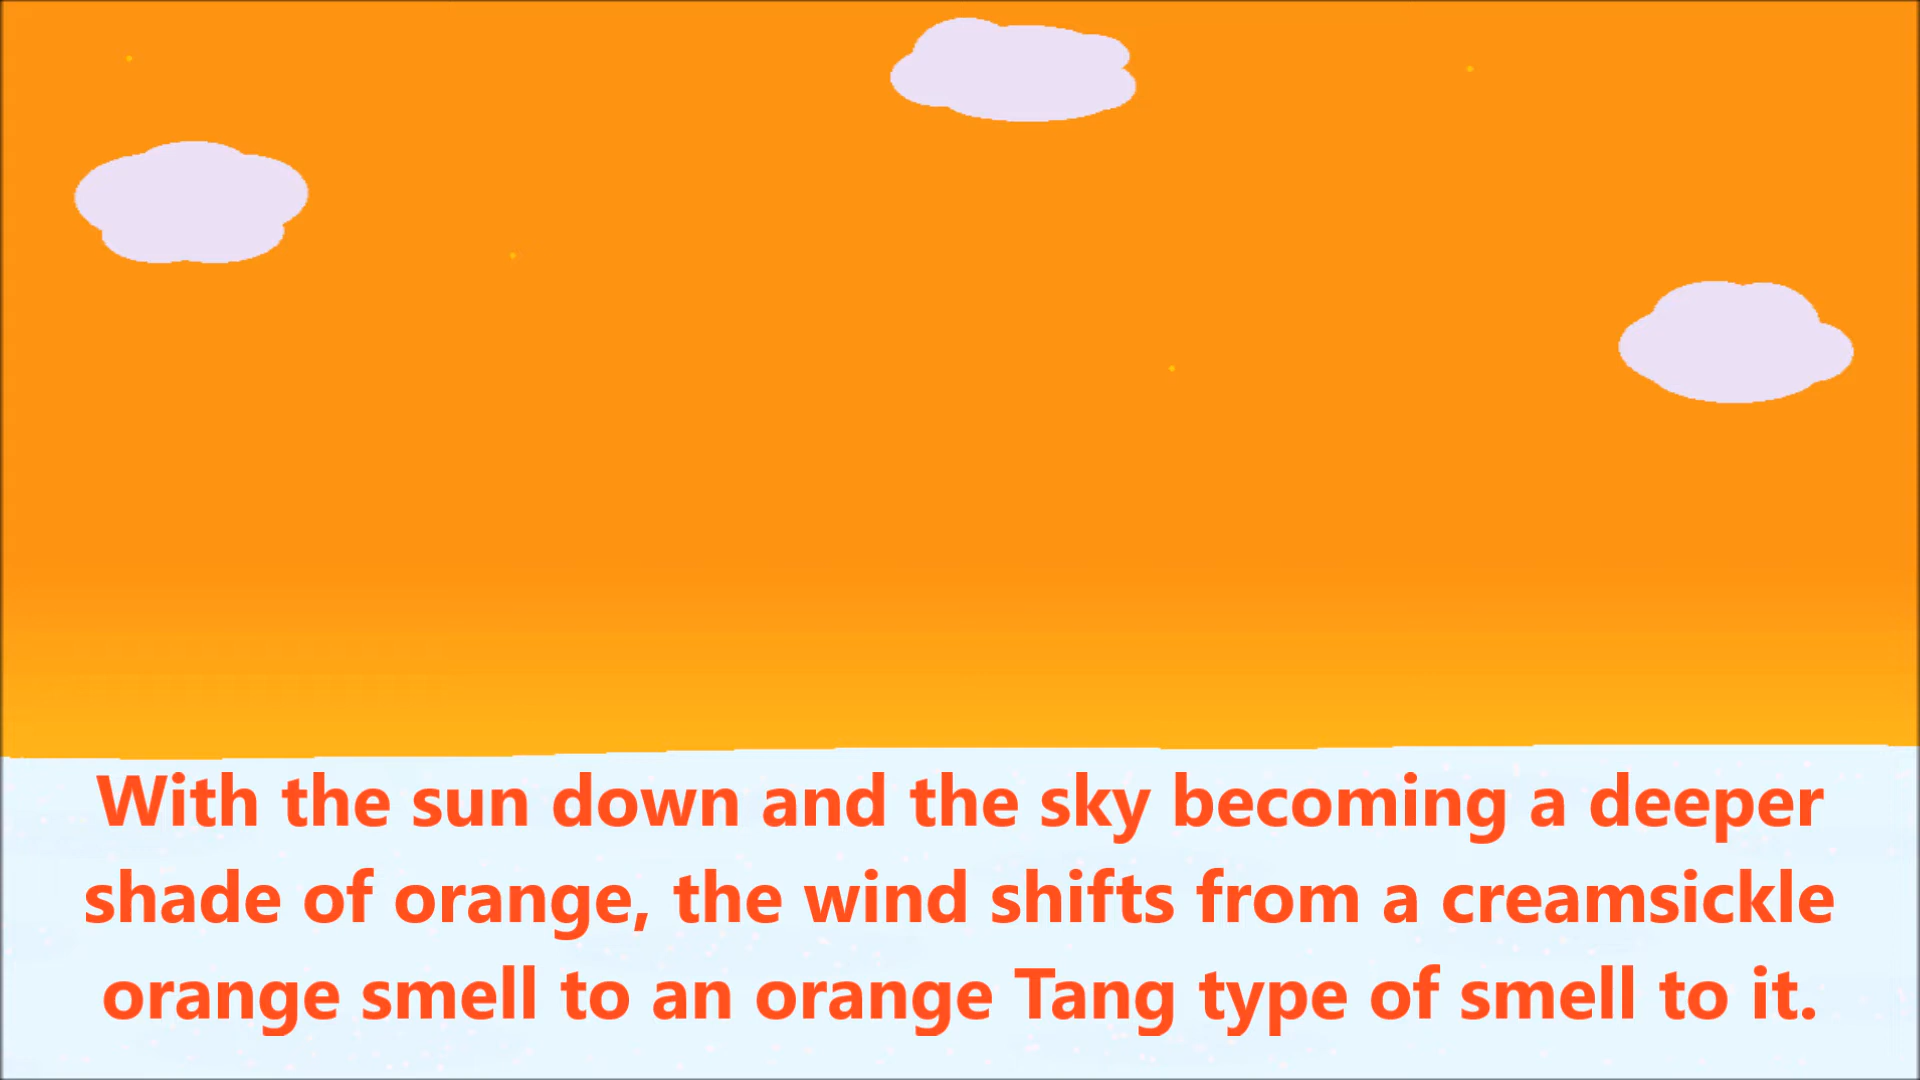 With the sun down and the sky becoming a deeper
shade of orange, the wind shifts from a creamsickle
orange smell to an orange Tang type of smell to it.